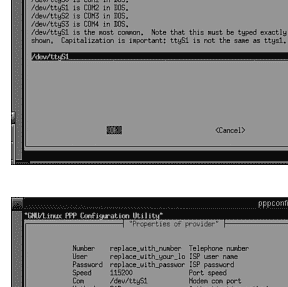 /dev/ttyS1 is COM2 in DOS.
/dev/ttyS2 is COM3 in DOS.
/dev/ttyS3 is COM4 in DOS.
/dev/ttyS1 is the most common. Note that this must be typed exactly
shown. Capitalization is important: ttyS1 is not the same as ttys1.
/dev/ttyS1
<Cancel>
pppconfi
"GNU/Linux PPP Configuration Utility"
"Properties of provider"
Number replace_with_number Telephone number
User replace_with_your_lo ISP user name
Password replace_with_passwor ISP password
Speed 115200 Port speed
Com /dev/ttyS1 Modem com port